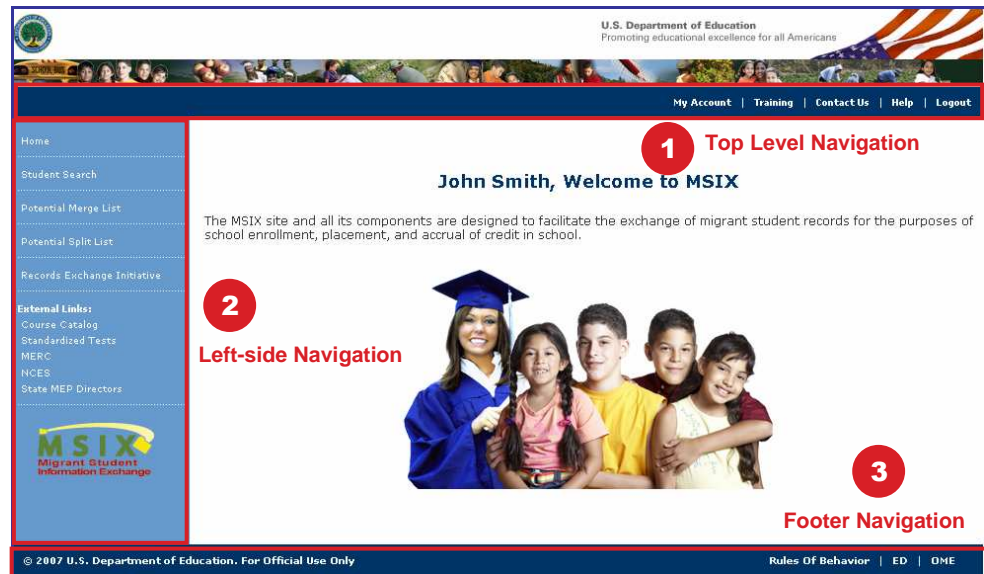 U.S. Department of Education
Promoting educational excellence for all Americans
SCHOOL BUS
My Account | Training | Contact Us | Help | Logout
1
Top Level Navigation
Home
Student Search
Potential Merge List
Potential Split List
Records Exchange Initiative
External Links:
Course Catalog
Standardized Tests
MERC
NCES
State MEP Directors
MSIX
Migrant Student
Information Exchange
John Smith, Welcome to MSIX
The MSIX site and all its components are designed to facilitate the exchange of migrant student records for the purposes of
school enrollment, placement, and accrual of credit in school.
2
Left-side Navigation
3
Footer Navigation
© 2007 U.S. Department of Education. For Official Use Only
Rules Of Behavior | ED | OME